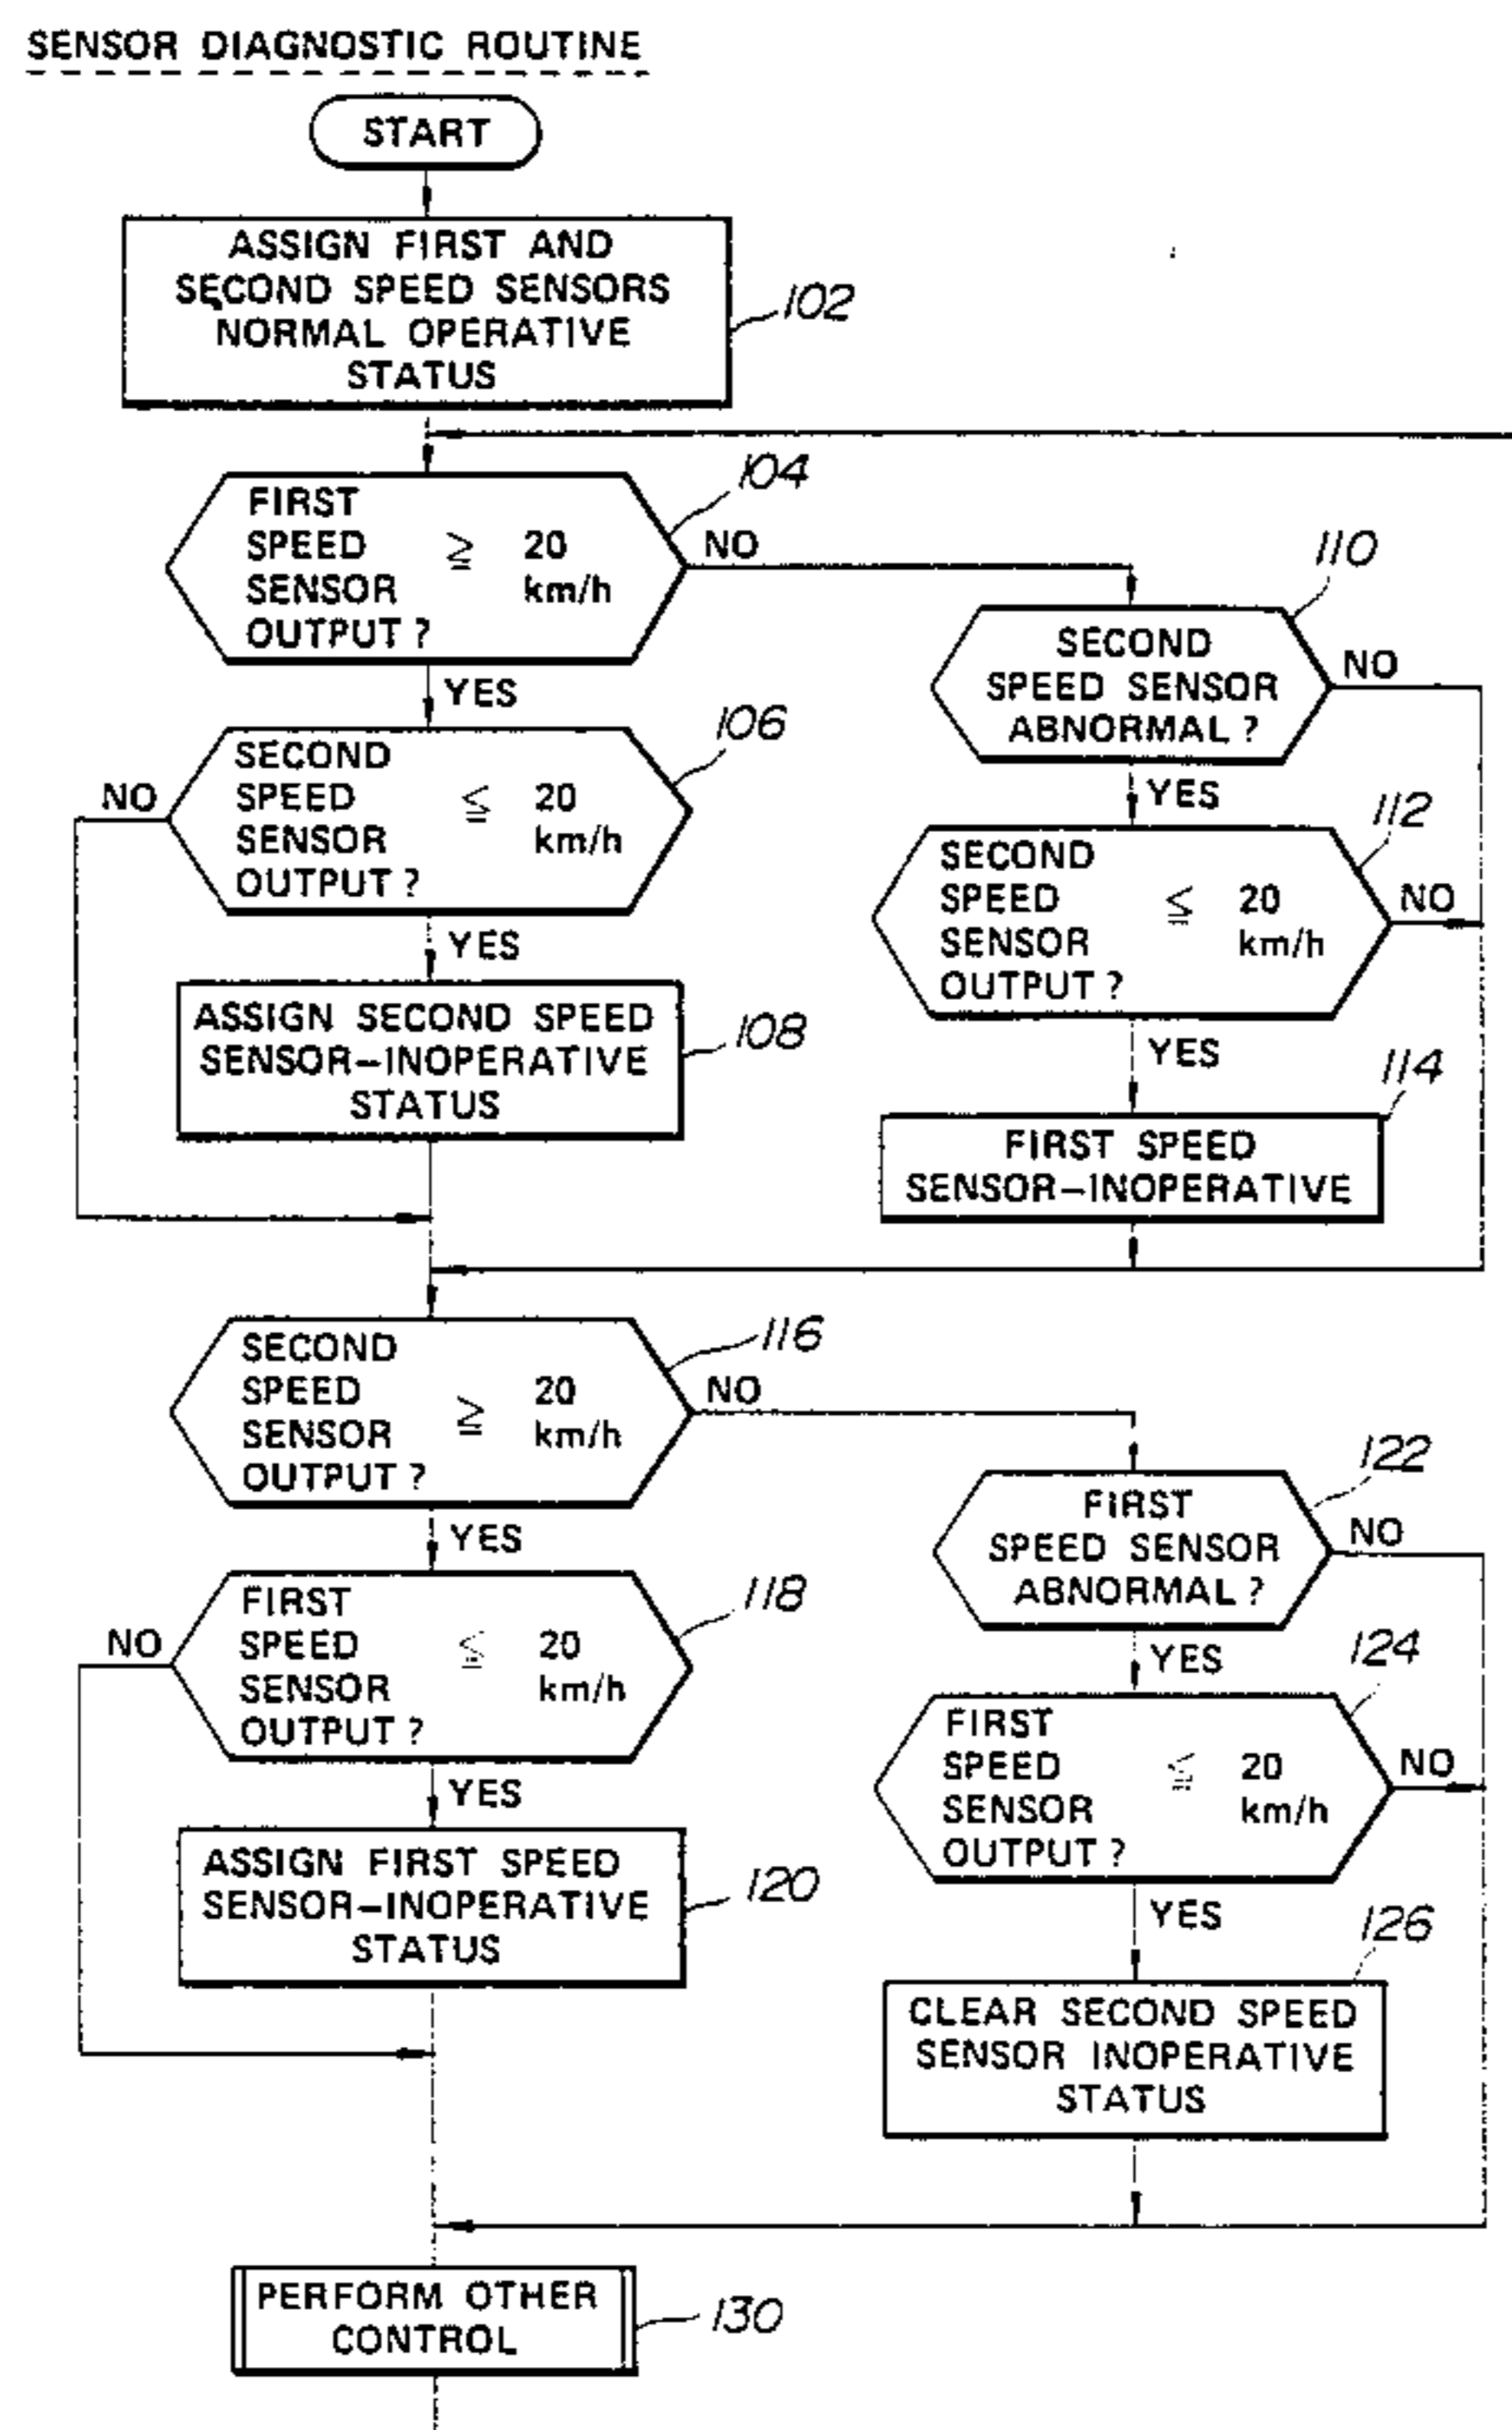 SENSOR DIAGNOSTIC ROUTINE
START
ASSIGN FIRST AND
SECOND SPEED SENSORS
NORMAL OPERATIVE
STATUS
102
FIRST
SPEED ≧ 20
SENSOR km/h
OUTPUT ?
104
NO
YES
110
SECOND
SPEED SENSOR
ABNORMAL ?
NO
YES
106
SECOND
SPEED ≦ 20
SENSOR km/h
OUTPUT ?
NO
YES
112
SECOND
SPEED ≦ 20
SENSOR km/h
OUTPUT ?
NO
YES
ASSIGN SECOND SPEED
SENSOR–INOPERATIVE
STATUS
108
114
FIRST SPEED
SENSOR–INOPERATIVE
116
SECOND
SPEED ≧ 20
SENSOR km/h
OUTPUT ?
NO
YES
122
FIRST
SPEED SENSOR
ABNORMAL ?
NO
YES
118
FIRST
SPEED ≦ 20
SENSOR km/h
OUTPUT ?
NO
YES
124
FIRST
SPEED ≦ 20
SENSOR km/h
OUTPUT ?
NO
YES
ASSIGN FIRST SPEED
SENSOR–INOPERATIVE
STATUS
120
126
CLEAR SECOND SPEED
SENSOR INOPERATIVE
STATUS
PERFORM OTHER
CONTROL
130